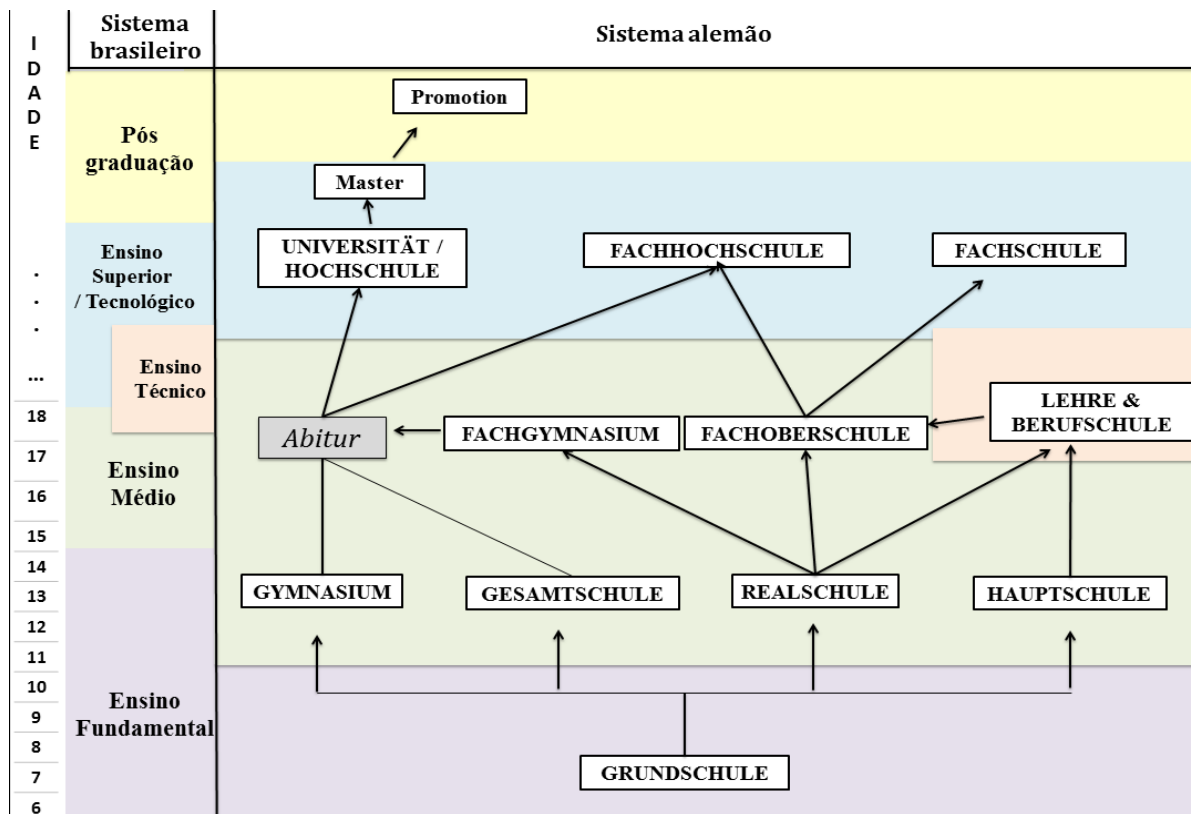 I
D
A
D
E
Sistema
brasileiro
Sistema alemão
Pós
graduação
Promotion
Master
Ensino
Superior
/ Tecnológico
UNIVERSITÄT /
HOCHSCHULE
FACHHOCHSCHULE
FACHSCHULE
.
.
.
...
Ensino
Técnico
18
17
16
15
Ensino
Médio
Abitur
FACHGYMNASIUM
FACHOBERSCHULE
LEHRE &
BERUFSCHULE
14
13
12
11
10
9
8
7
6
GYMNASIUM
GESAMTSCHULE
REALSCHULE
HAUPTSCHULE
Ensino
Fundamental
GRUNDSCHULE